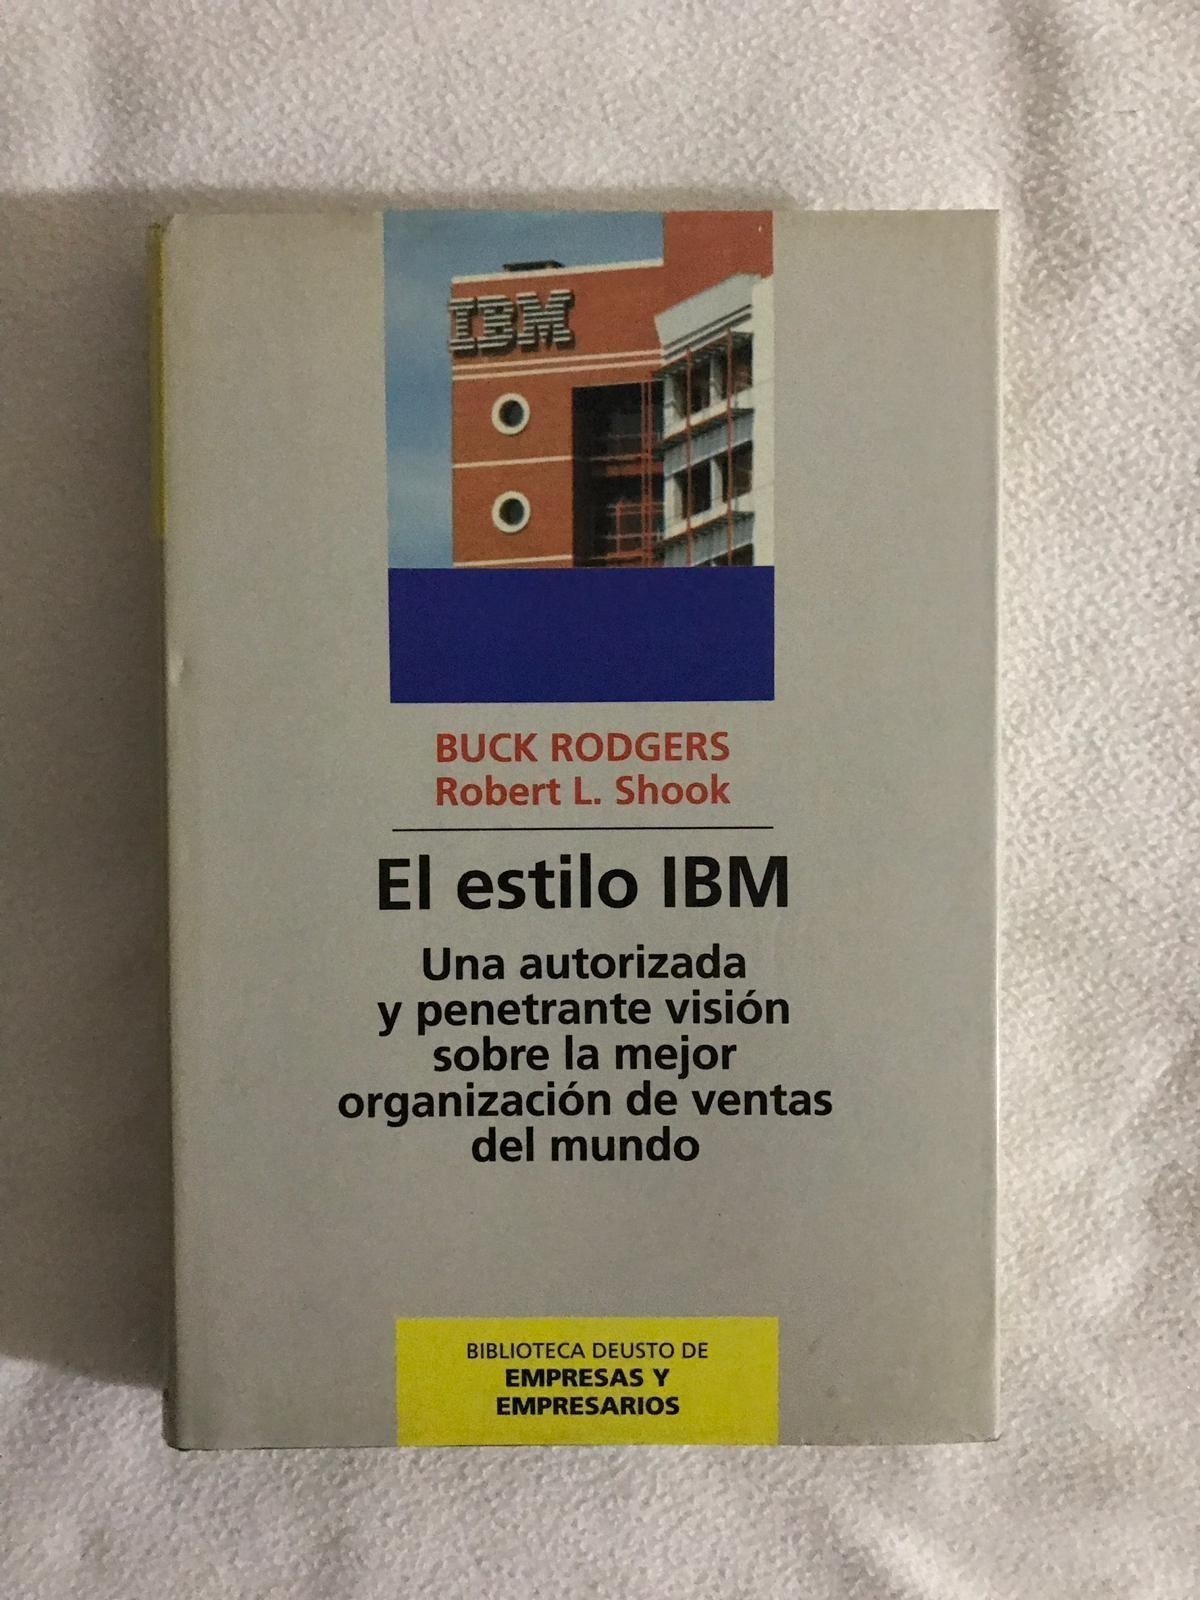 IBM
BUCK RODGERS
Robert L. Shook
El estilo IBM
Una autorizada
y penetrante visión
sobre la mejor
organización de ventas
del mundo
BIBLIOTECA DEUSTO DE
EMPRESAS Y
EMPRESARIOS